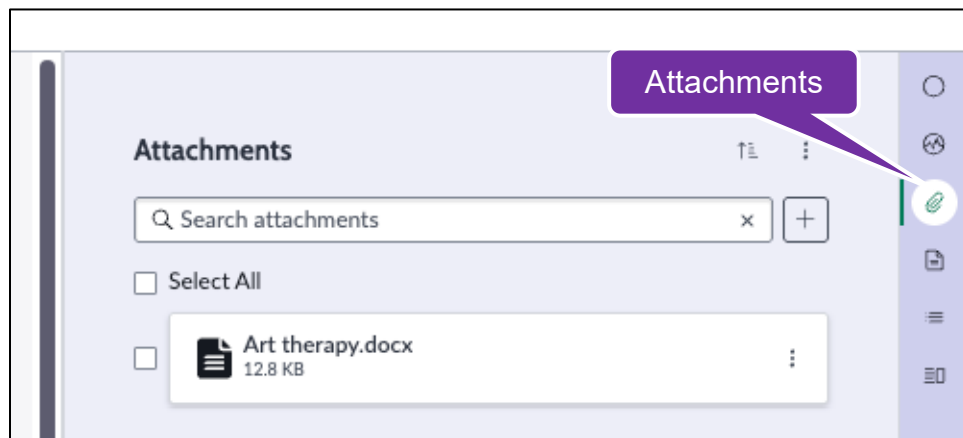 Attachments
Attachments
Search attachments
Select All
Art therapy.docx
12.8 KB